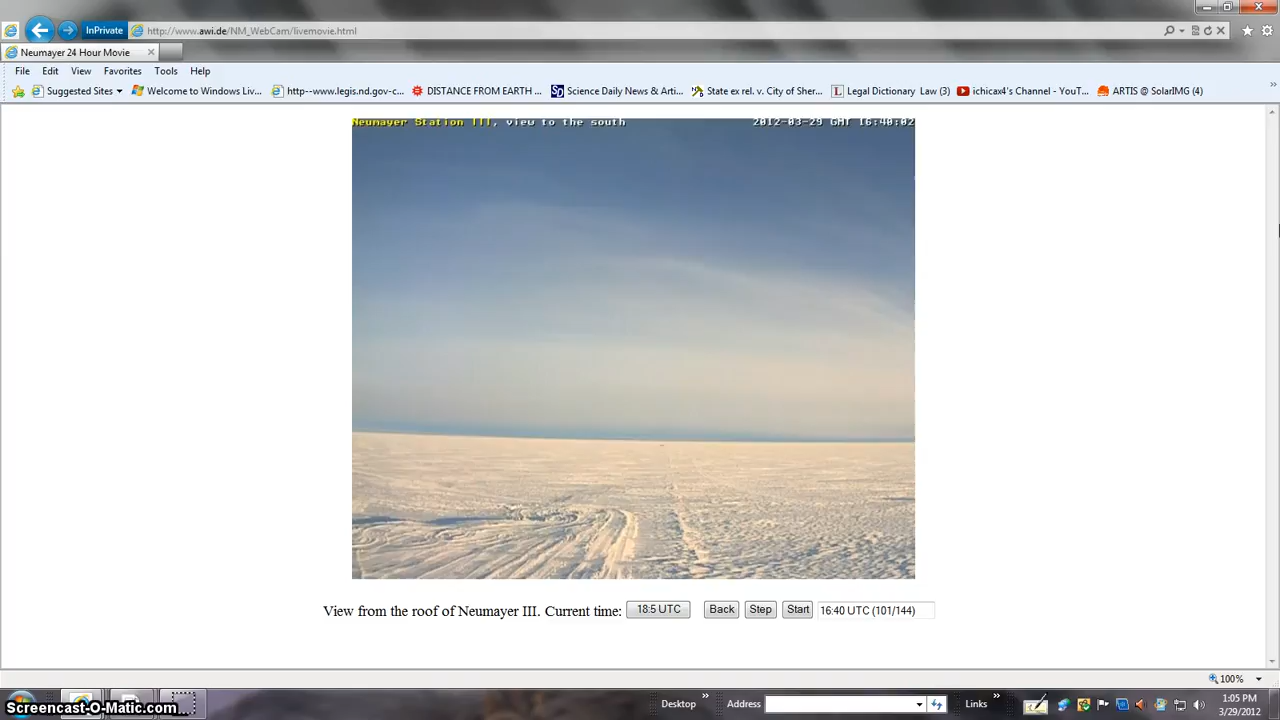 InPrivate
http://www.awi.de/NM_WebCam/livemovie.html
Neumayer 24 Hour Movie
File Edit View Favorites Tools Help
Suggested Sites Welcome to Windows Liv... http--www.legis.nd.gov-c... DISTANCE FROM EARTH ... Science Daily News & Arti... State ex rel. v. City of Sher... Legal Dictionary Law (3) ichicax4's Channel - YouT... ARTIS @ SolarIMG (4)
Neumayer Station III, view to the south 2012-03-29 GMT 16:40:02
View from the roof of Neumayer III. Current time: 18:5 UTC Back Step Start 16:40 UTC (101/144)
100%
Screencast-O-Matic.com
Desktop Address Links
1:05 PM
3/29/2012